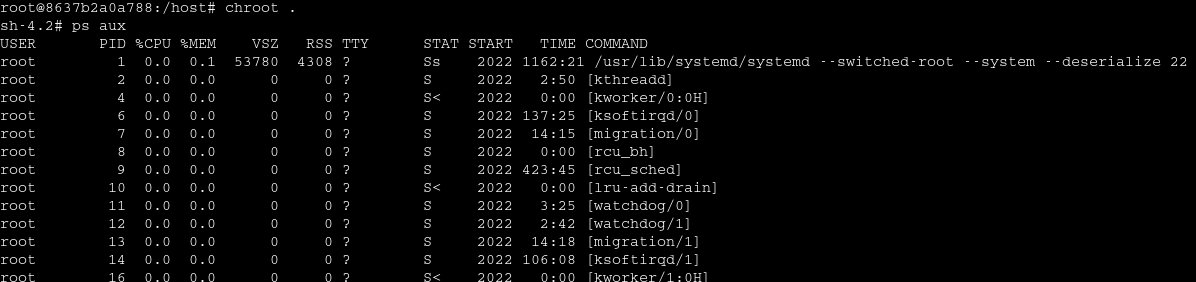 root@8637b2a0a788:/host# chroot .
sh-4.2# ps aux
USER       PID %CPU %MEM    VSZ   RSS TTY      STAT START   TIME COMMAND
root         1  0.0  0.1  53780  4308 ?        Ss    2022 1162:21 /usr/lib/systemd/systemd --switched-root --system --deserialize 22
root         2  0.0  0.0      0     0 ?        S     2022   2:50 [kthreadd]
root         4  0.0  0.0      0     0 ?        S<    2022   0:00 [kworker/0:0H]
root         6  0.0  0.0      0     0 ?        S     2022 137:25 [ksoftirqd/0]
root         7  0.0  0.0      0     0 ?        S     2022  14:15 [migration/0]
root         8  0.0  0.0      0     0 ?        S     2022   0:00 [rcu_bh]
root         9  0.0  0.0      0     0 ?        S     2022 423:45 [rcu_sched]
root        10  0.0  0.0      0     0 ?        S<    2022   0:00 [lru-add-drain]
root        11  0.0  0.0      0     0 ?        S     2022   3:25 [watchdog/0]
root        12  0.0  0.0      0     0 ?        S     2022   2:42 [watchdog/1]
root        13  0.0  0.0      0     0 ?        S     2022  14:18 [migration/1]
root        14  0.0  0.0      0     0 ?        S     2022 106:08 [ksoftirqd/1]
root        16  0.0  0.0      0     0 ?        S<    2022   0:00 [kworker/1:0H]